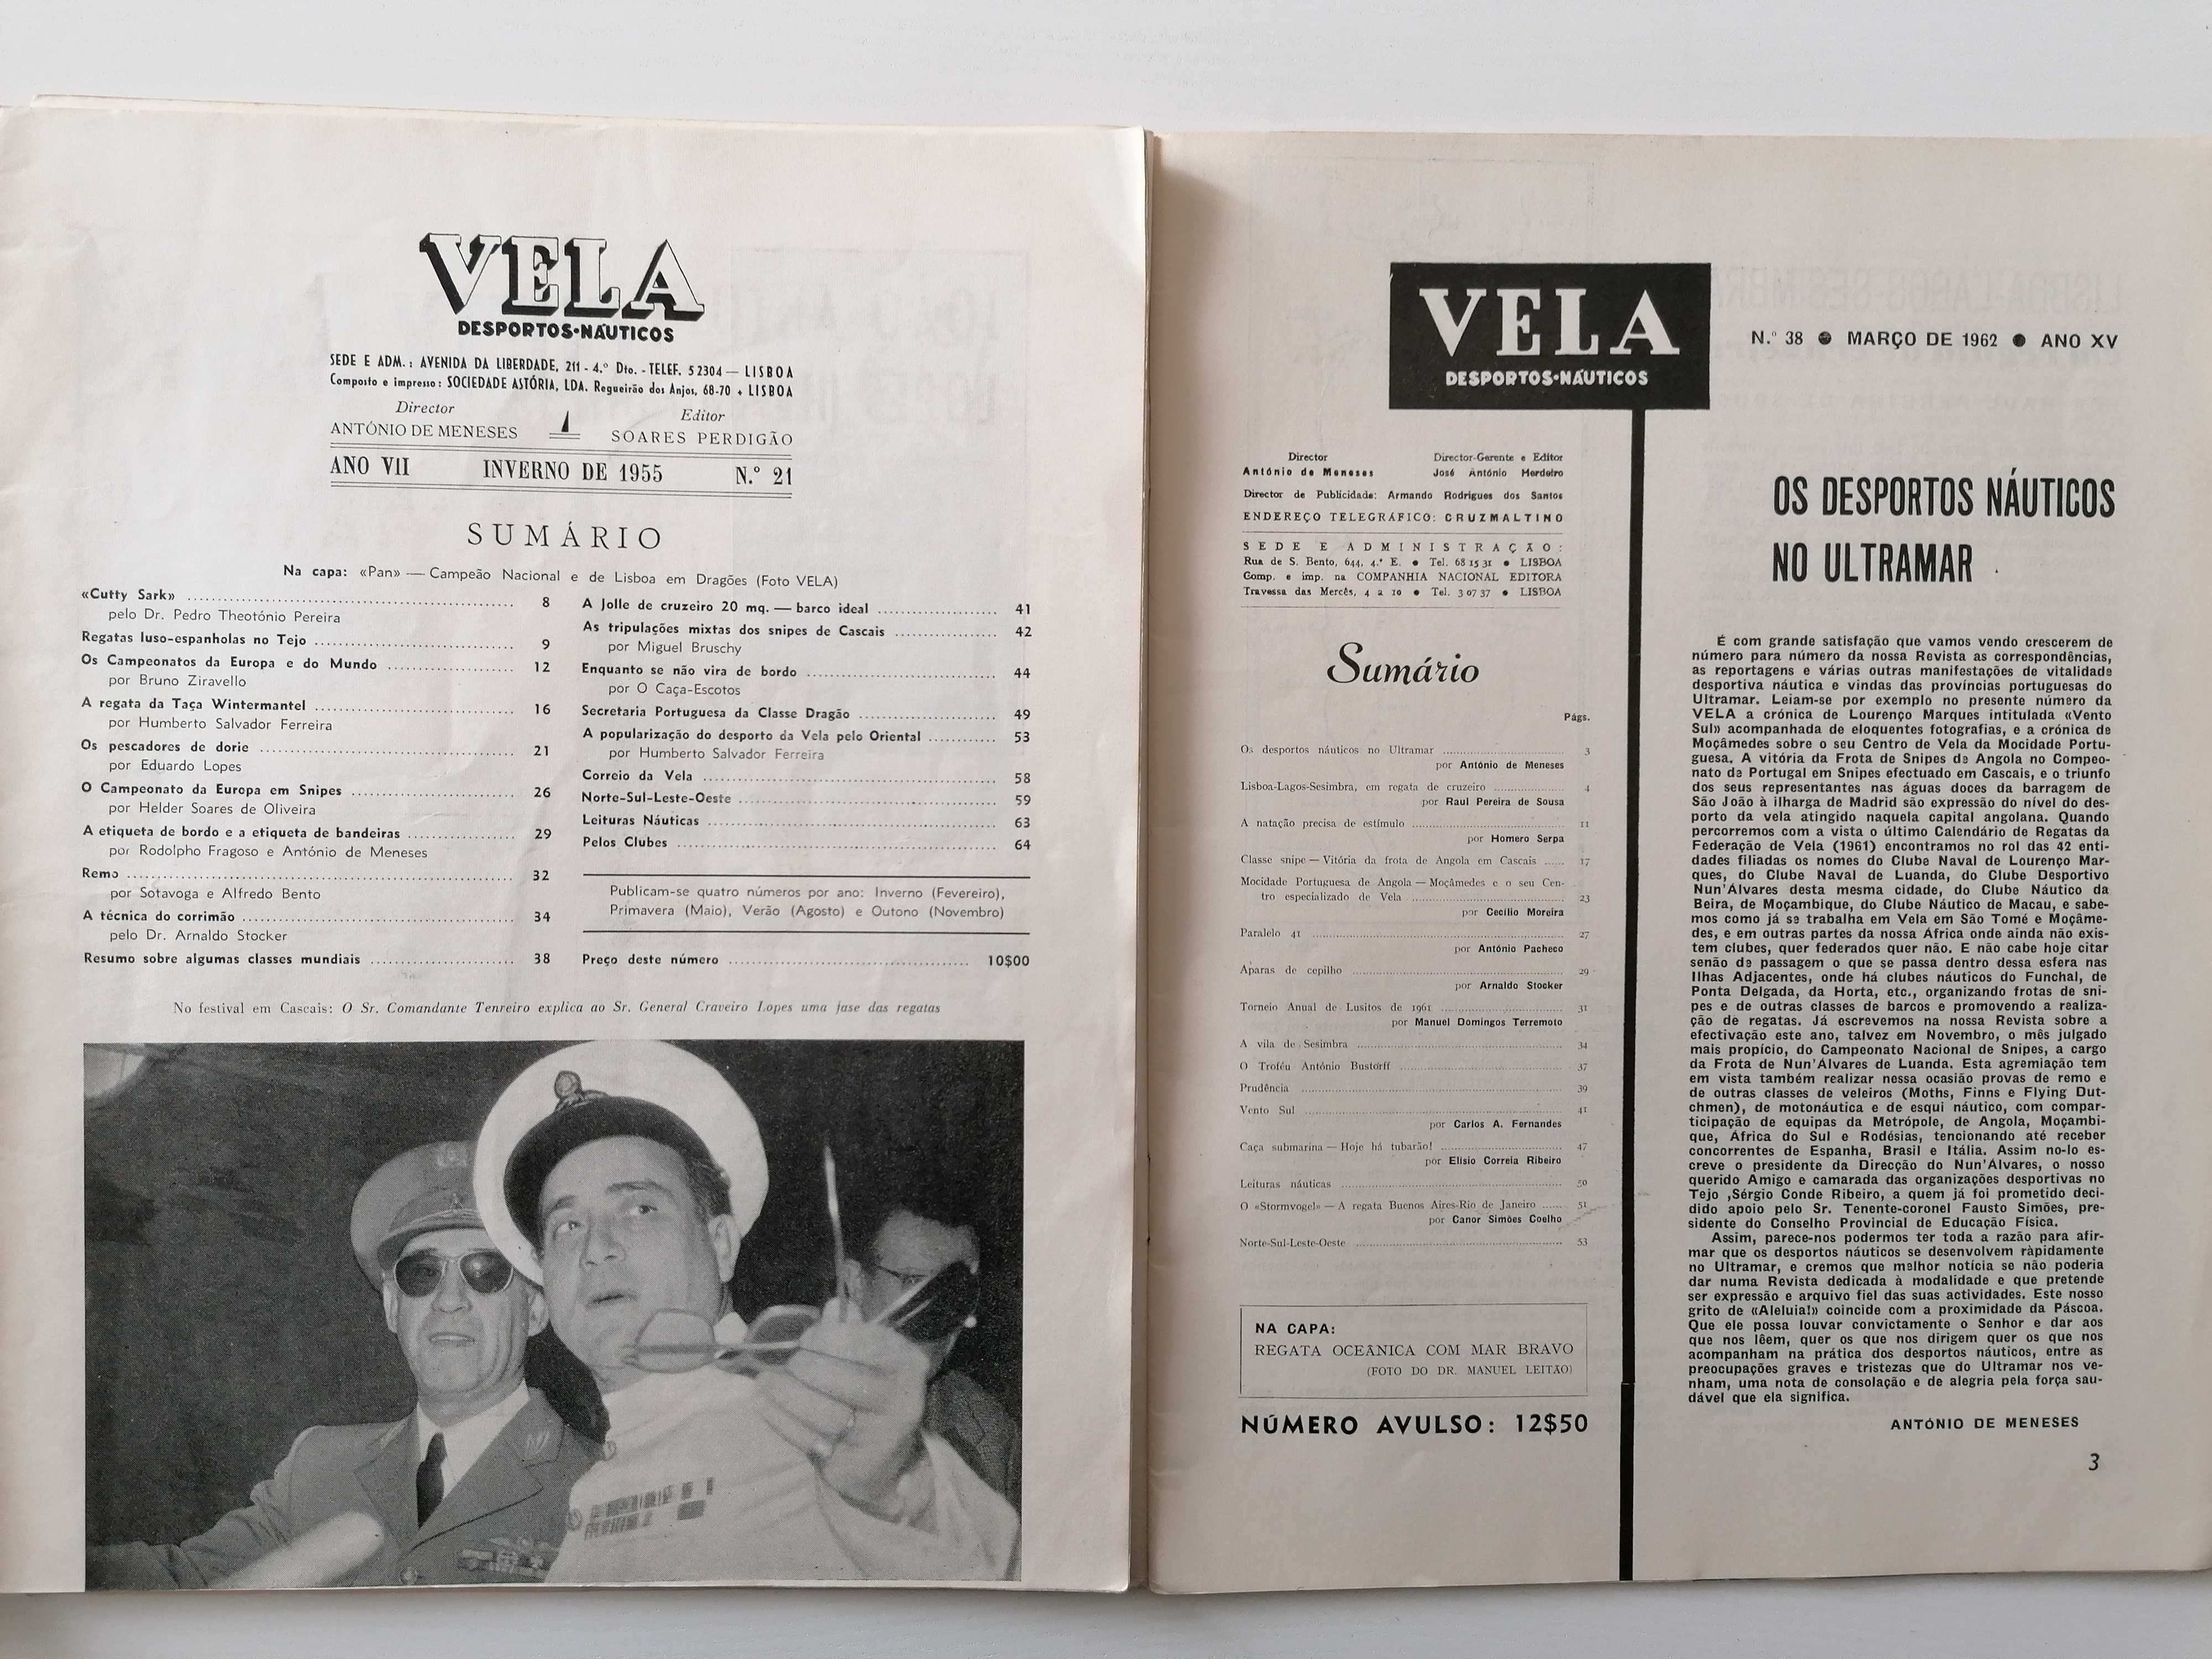 VELA
DESPORTOS•NÁUTICOS
SEDE E ADM.: AVENIDA DA LIBERDADE, 211 - 4.º Dto. - TELEF. 52304 — LISBOA
Composto e impresso: SOCIEDADE ASTÓRIA, LDA. Regueirão dos Anjos, 68-70 + LISBOA
Director
ANTÓNIO DE MENESES
Editor
SOARES PERDIGÃO
ANO VII INVERNO DE 1955 N.º 21
SUMÁRIO
Na capa: «Pan» — Campeão Nacional e de Lisboa em Dragões (Foto VELA)
«Cutty Sark» 8
pelo Dr. Pedro Theotónio Pereira
Regatas luso-espanholas no Tejo 9
Os Campeonatos da Europa e do Mundo 12
por Bruno Ziravello
A regata da Taça Wintermantel 16
por Humberto Salvador Ferreira
Os pescadores de dorie 21
por Eduardo Lopes
O Campeonato da Europa em Snipes 26
por Helder Soares de Oliveira
A etiqueta de bordo e a etiqueta de bandeiras 29
por Rodolpho Fragoso e António de Meneses
Remo 32
por Sotavoga e Alfredo Bento
A técnica do corrimão 34
pelo Dr. Arnaldo Stocker
Resumo sobre algumas classes mundiais 38
A Jolle de cruzeiro 20 mq. — barco ideal 41
As tripulações mixtas dos snipes de Cascais 42
por Miguel Bruschy
Enquanto se não vira de bordo 44
por O Caça-Escotos
Secretaria Portuguesa da Classe Dragão 49
A popularização do desporto da Vela pelo Oriental 53
por Humberto Salvador Ferreira
Correio da Vela 58
Norte-Sul-Leste-Oeste 59
Leituras Náuticas 63
Pelos Clubes 64
Publicam-se quatro números por ano: Inverno (Fevereiro),
Primavera (Maio), Verão (Agosto) e Outono (Novembro)
Preço deste número 10$00
No festival em Cascais: O Sr. Comandante Tenreiro explica ao Sr. General Craveiro Lopes uma fase das regatas
VELA
DESPORTOS•NÁUTICOS
N.º 38 ● MARÇO DE 1962 ● ANO XV
Director
António de Meneses
Director-Gerente e Editor
José António Herdeiro
Director de Publicidade: Armando Rodrigues dos Santos
ENDEREÇO TELEGRÁFICO: CRUZMALTINO
SEDE E ADMINISTRAÇÃO:
Rua de S. Bento, 644, 4.º E. ● Tel. 68 15 31 ● LISBOA
Comp. e imp. na COMPANHIA NACIONAL EDITORA
Travessa das Mercês, 4 a 10 ● Tel. 3 07 37 ● LISBOA
Sumário
Págs.
Os desportos náuticos no Ultramar 3
por António de Meneses
Lisboa-Lagos-Sesimbra, em regata de cruzeiro 4
por Raul Pereira de Sousa
A natação precisa de estímulo 11
por Homero Serpa
Classe snipe — Vitória da frota de Angola em Cascais 17
Mocidade Portuguesa de Angola — Moçâmedes e o seu Cen-
tro especializado de Vela 23
por Cecílio Moreira
Paralelo 41 27
por António Pacheco
Aparas de cepilho 29
por Arnaldo Stocker
Torneio Anual de Lusitos de 1961 31
por Manuel Domingos Terremoto
A vila de Sesimbra 34
O Troféu António Bustorff 37
Prudência 39
Vento Sul 41
por Carlos A. Fernandes
Caça submarina — Hoje há tubarão! 47
por Elísio Correia Ribeiro
Leituras náuticas 50
O «Stormvogel» — A regata Buenos Aires-Rio de Janeiro 51
por Canor Simões Coelho
Norte-Sul-Leste-Oeste 53
NA CAPA:
REGATA OCEÂNICA COM MAR BRAVO
(FOTO DO DR. MANUEL LEITÃO)
NÚMERO AVULSO: 12$50
OS DESPORTOS NÁUTICOS
NO ULTRAMAR
É com grande satisfação que vamos vendo crescerem de
número para número da nossa Revista as correspondências,
as reportagens e várias outras manifestações de vitalidade
desportiva náutica e vindas das províncias portuguesas do
Ultramar. Leiam-se por exemplo no presente número da
VELA a crónica de Lourenço Marques intitulada «Vento
Sul» acompanhada de eloquentes fotografias, e a crónica de
Moçâmedes sobre o seu Centro de Vela da Mocidade Portu-
guesa. A vitória da Frota de Snipes de Angola no Compeo-
nato da Portugal em Snipes efectuado em Cascais, e o triunfo
dos seus representantes nas águas doces da barragem de
São João à ilharga de Madrid são expressão do nível do des-
porto da vela atingido naquela capital angolana. Quando
percorremos com a vista o último Calendário de Regatas da
Federação de Vela (1961) encontramos no rol das 42 enti-
dades filiadas os nomes do Clube Naval de Lourenço Mar-
ques, do Clube Naval de Luanda, do Clube Desportivo
Nun'Álvares desta mesma cidade, do Clube Náutico da
Beira, de Moçambique, do Clube Náutico de Macau, e sabe-
mos como já se trabalha em Vela em São Tomé e Moçâme-
des, e em outras partes da nossa África onde ainda não exis-
tem clubes, quer federados quer não. E não cabe hoje citar
senão de passagem o que se passa dentro dessa esfera nas
Ilhas Adjacentes, onde há clubes náuticos do Funchal, de
Ponta Delgada, da Horta, etc., organizando frotas de sni-
pes e de outras classes de barcos e promovendo a realiza-
ção de regatas. Já escrevemos na nossa Revista sobre a
efectivação este ano, talvez em Novembro, o mês julgado
mais propício, do Campeonato Nacional de Snipes, a cargo
da Frota de Nun'Álvares de Luanda. Esta agremiação tem
em vista também realizar nessa ocasião provas de remo e
de outras classes de veleiros (Moths, Finns e Flying Dut-
chmen), de motonáutica e de esqui náutico, com compar-
ticipação de equipas da Metrópole, de Angola, Moçambi-
que, África do Sul e Rodésias, tencionando até receber
concorrentes de Espanha, Brasil e Itália. Assim no-lo es-
creve o presidente da Direcção do Nun'Álvares, o nosso
querido Amigo e camarada das organizações desportivas no
Tejo ,Sérgio Conde Ribeiro, a quem já foi prometido deci-
dido apoio pelo Sr. Tenente-coronel Fausto Simões, pre-
sidente do Conselho Provincial de Educação Física.
Assim, parece-nos podermos ter toda a razão para afir-
mar que os desportos náuticos se desenvolvem ràpidamente
no Ultramar, e cremos que melhor notícia se não poderia
dar numa Revista dedicada à modalidade e que pretende
ser expressão e arquivo fiel das suas actividades. Este nosso
grito de «Aleluia!» coincide com a proximidade da Páscoa.
Que ele possa louvar convictamente o Senhor e dar aos
que nos lêem, quer os que nos dirigem quer os que nos
acompanham na prática dos desportos náuticos, entre as
preocupações graves e tristezas que do Ultramar nos ve-
nham, uma nota de consolação e de alegria pela força sau-
dável que ela significa.
ANTÓNIO DE MENESES
3